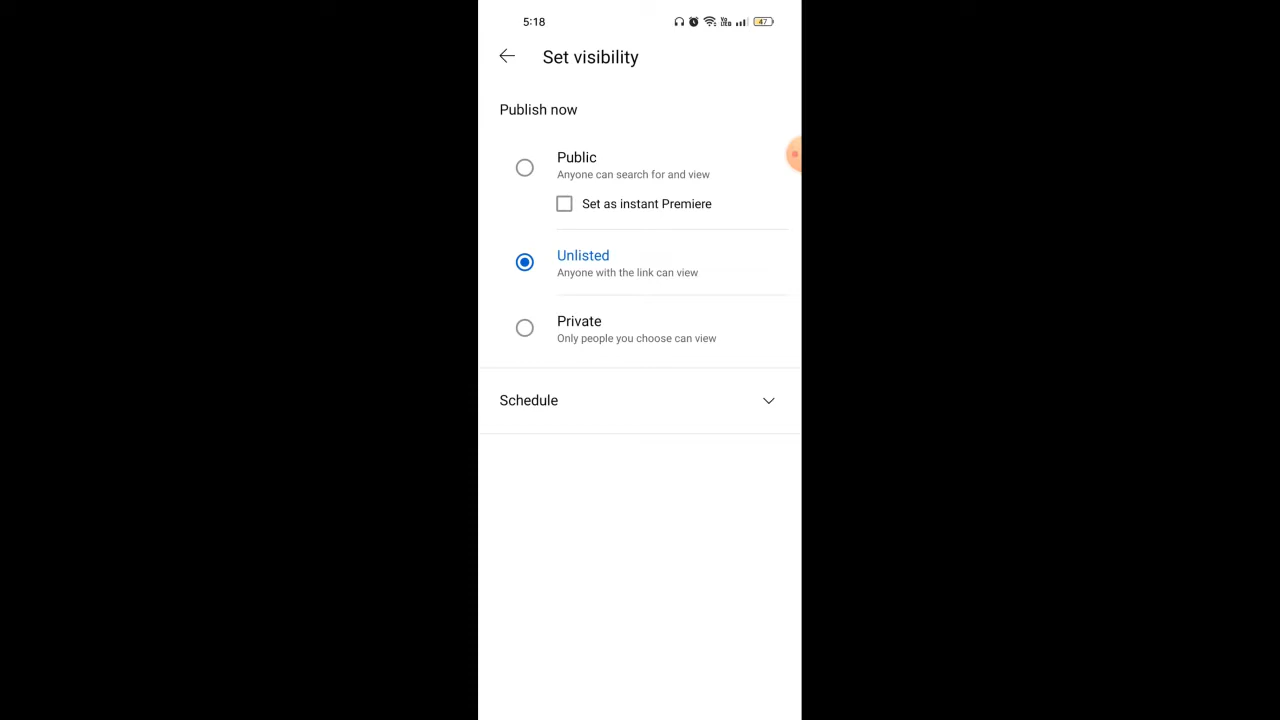 5:18
47
Set visibility
Publish now
Public
Anyone can search for and view
Set as instant Premiere
Unlisted
Anyone with the link can view
Private
Only people you choose can view
Schedule